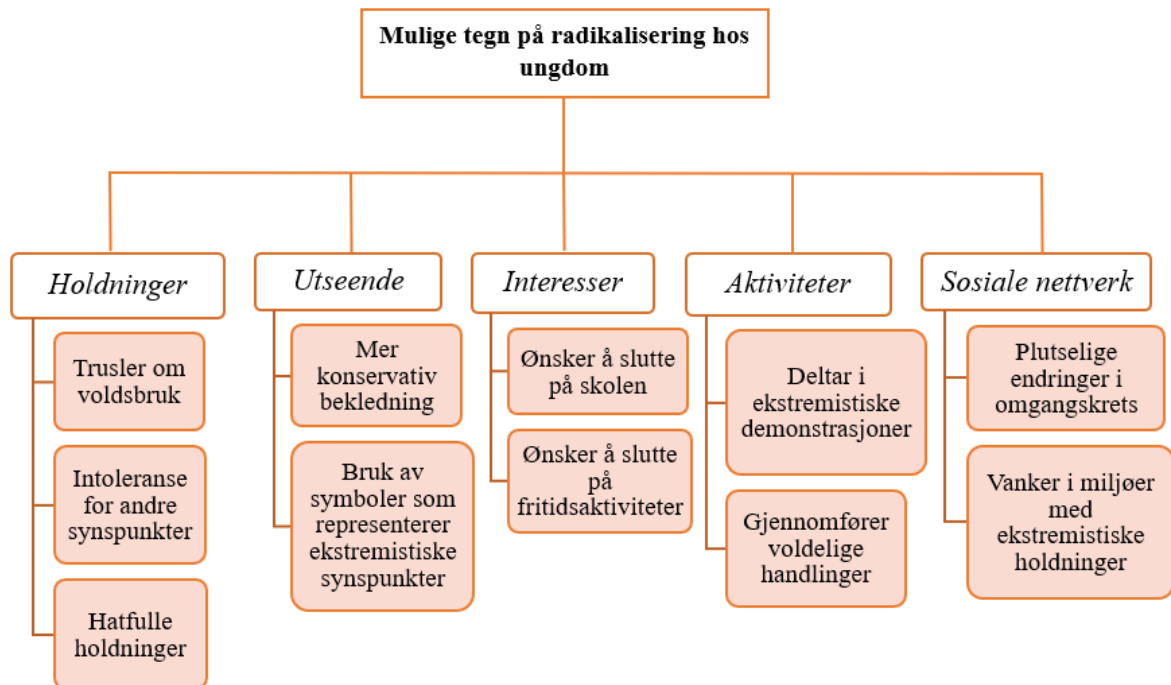 Mulige tegn på radikalisering hos
ungdom
Holdninger
Trusler om
voldsbruk
Intoleranse
for andre
synspunkter
Hatfulle
holdninger
Utseende
Mer
konservativ
bekledning
Bruk av
symboler som
representerer
ekstremistiske
synspunkter
Interesser
Ønsker å slutte
på skolen
Ønsker å slutte
på
fritidsaktiviteter
Aktiviteter
Deltar i
ekstremistiske
demonstrasjoner
Gjennomfører
voldelige
handlinger
Sosiale nettverk
Plutselige
endringer i
omgangskrets
Vanker i miljøer
med
ekstremistiske
holdninger